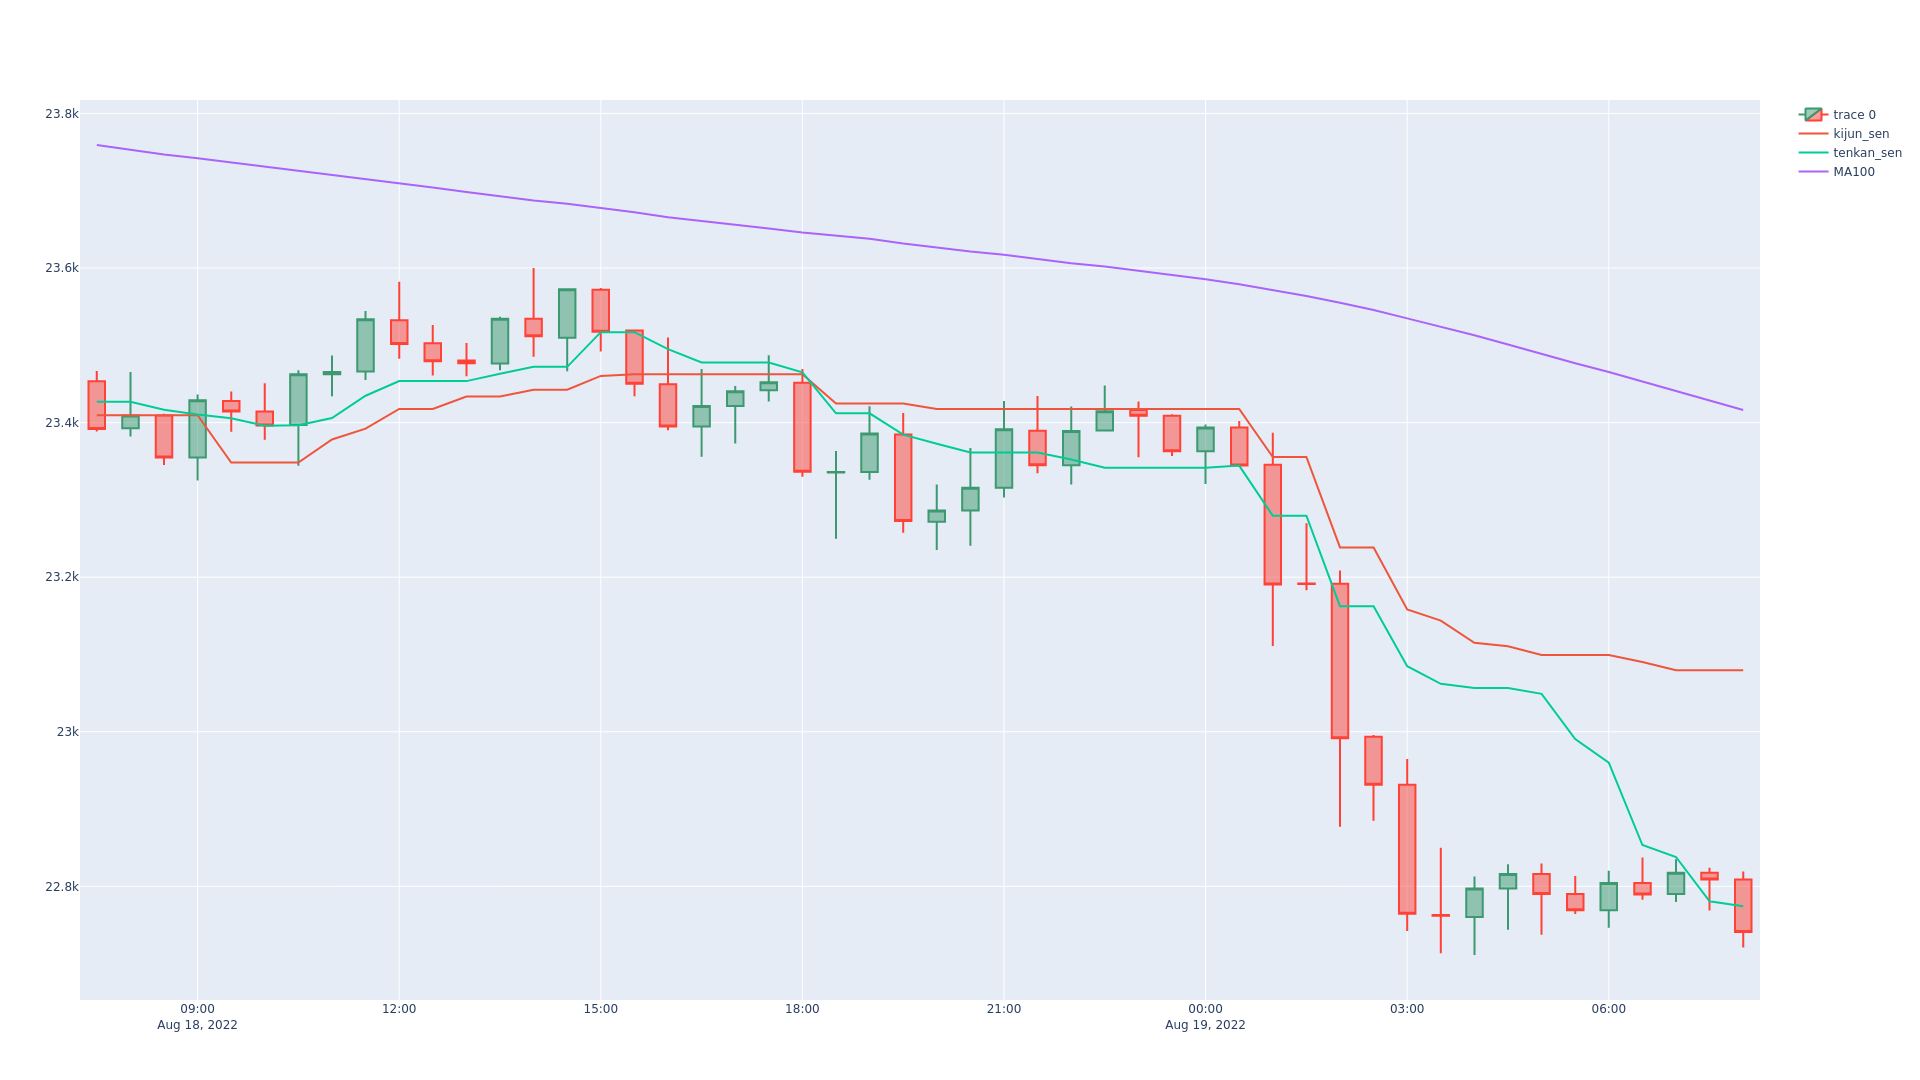 23.8k
23.6k
23.4k
23.2k
23k
22.8k
09:00
Aug 18, 2022
12:00
15:00
18:00
21:00
00:00
Aug 19, 2022
03:00
06:00
trace 0
kijun_sen
tenkan_sen
MA100